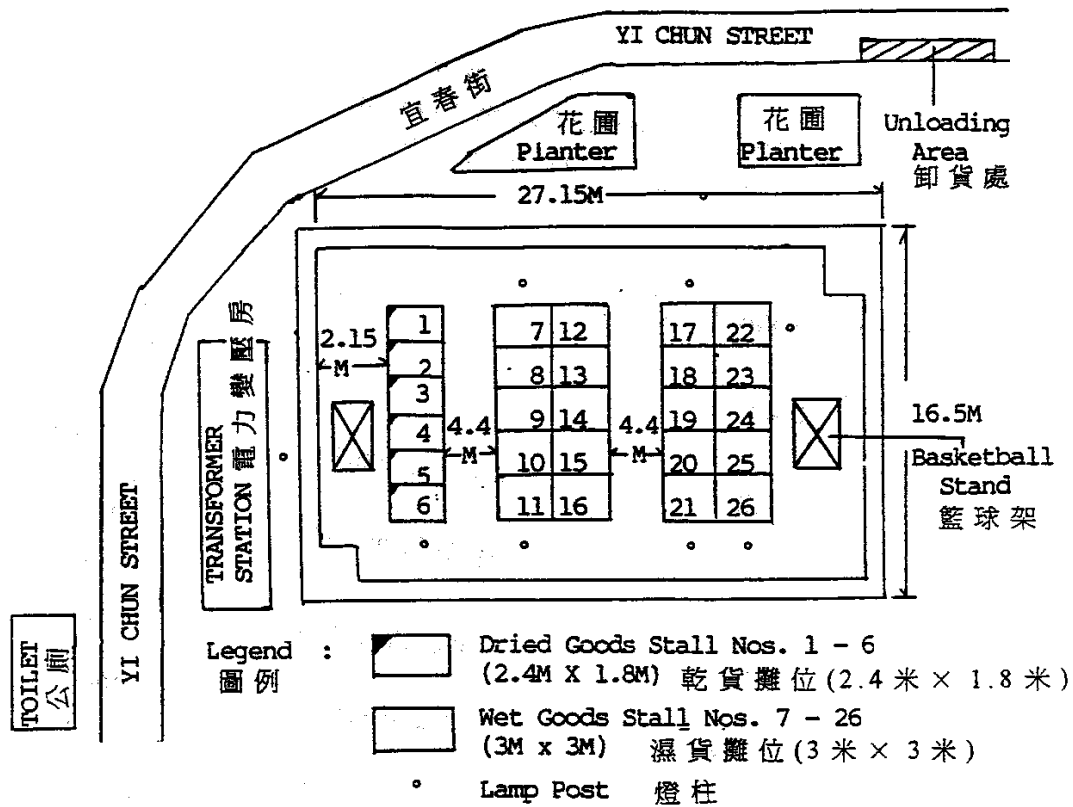 YI CHUN STREET
宜春街
花圃
Planter
花圃
Planter
Unloading
Area
卸貨處
27.15M
2.15
M
1
2
3
4
5
6
4.4
M
7 12
8 13
9 14
10 15
11 16
4.4
M
17 22
18 23
19 24
20 25
21 26
16.5M
Basketball
Stand
籃球架
TRANSFORMER
STATION 電力變壓房
YI CHUN STREET
TOILET
公廁
Legend :
圖例
Dried Goods Stall Nos. 1 - 6
(2.4M X 1.8M) 乾貨攤位(2.4米 × 1.8米)
Wet Goods Stall Nos. 7 - 26
(3M x 3M) 濕貨攤位(3米 × 3米)
Lamp Post 燈柱